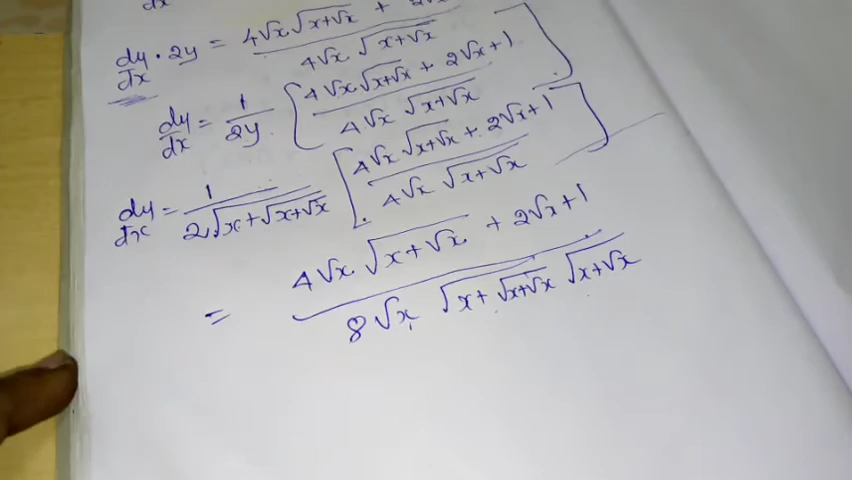 dx
dy/dx · 2y = (4√x √(x+√x) + 2√x) / (4√x √(x+√x))
dy/dx = 1/(2y) [(4√x √(x+√x) + 2√x+1) / (4√x √(x+√x))]
dy/dx = 1/(2√(x+√(x+√x))) [(4√x √(x+√x) + 2√x+1) / (4√x √(x+√x))]
= (4√x √(x+√x) + 2√x+1) / (8√x √(x+√(x+√x)) √(x+√x))